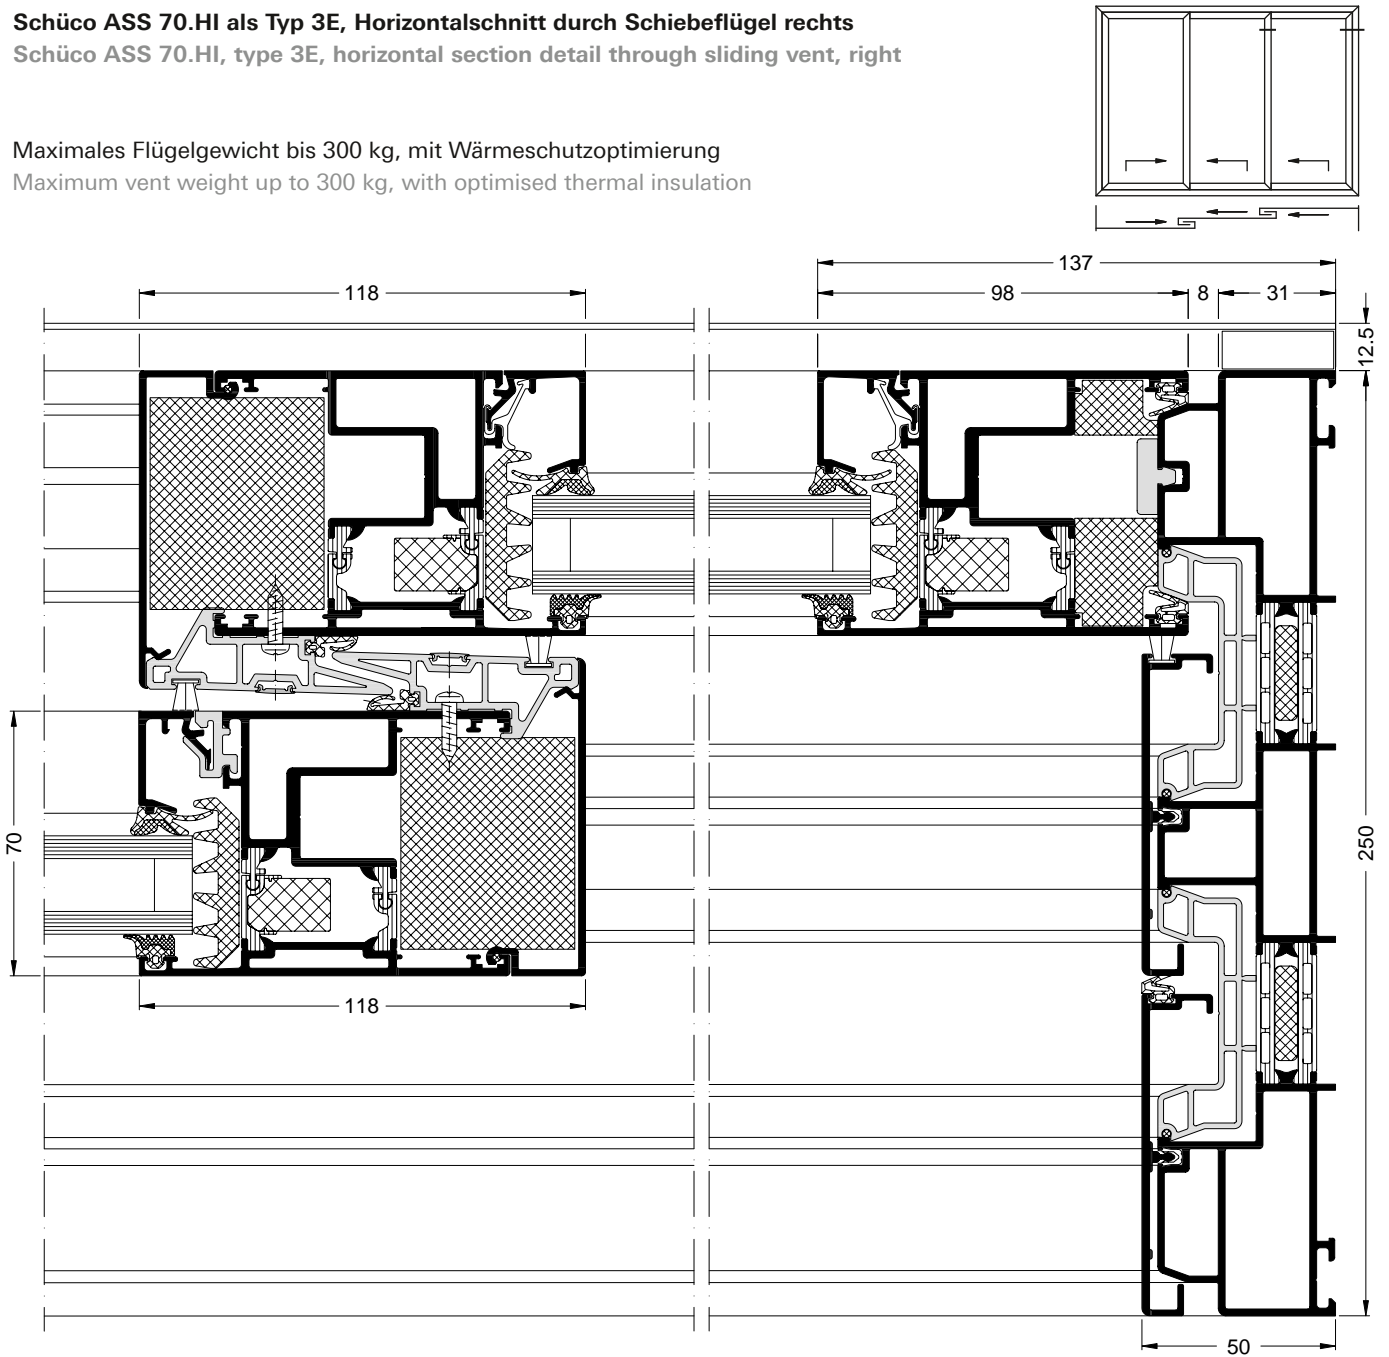 Schüco ASS 70.HI als Typ 3E, Horizontalschnitt durch Schiebeflügel rechts
Schüco ASS 70.HI, type 3E, horizontal section detail through sliding vent, right
Maximales Flügelgewicht bis 300 kg, mit Wärmeschutzoptimierung
Maximum vent weight up to 300 kg, with optimised thermal insulation
137
118
98
8
31
12.5
70
250
118
50